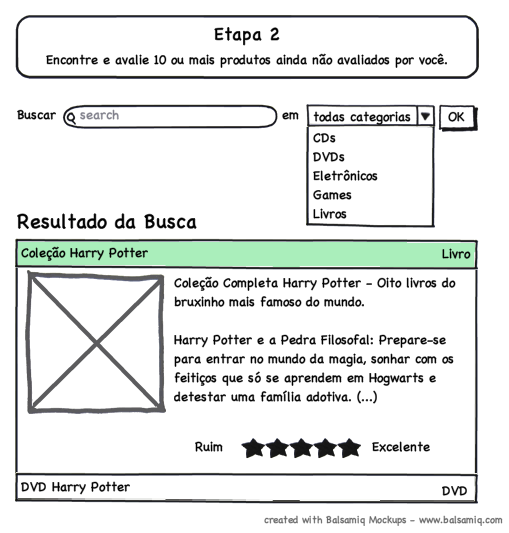 Etapa 2
Encontre e avalie 10 ou mais produtos ainda não avaliados por você.
Buscar search em todas categorias OK
CDs
DVDs
Eletrônicos
Games
Livros
Resultado da Busca
Coleção Harry Potter Livro
Coleção Completa Harry Potter - Oito livros do
bruxinho mais famoso do mundo.
Harry Potter e a Pedra Filosofal: Prepare-se
para entrar no mundo da magia, sonhar com os
feitiços que só se aprendem em Hogwarts e
detestar uma família adotiva. (...)
Ruim Excelente
DVD Harry Potter DVD
created with Balsamiq Mockups - www.balsamiq.com